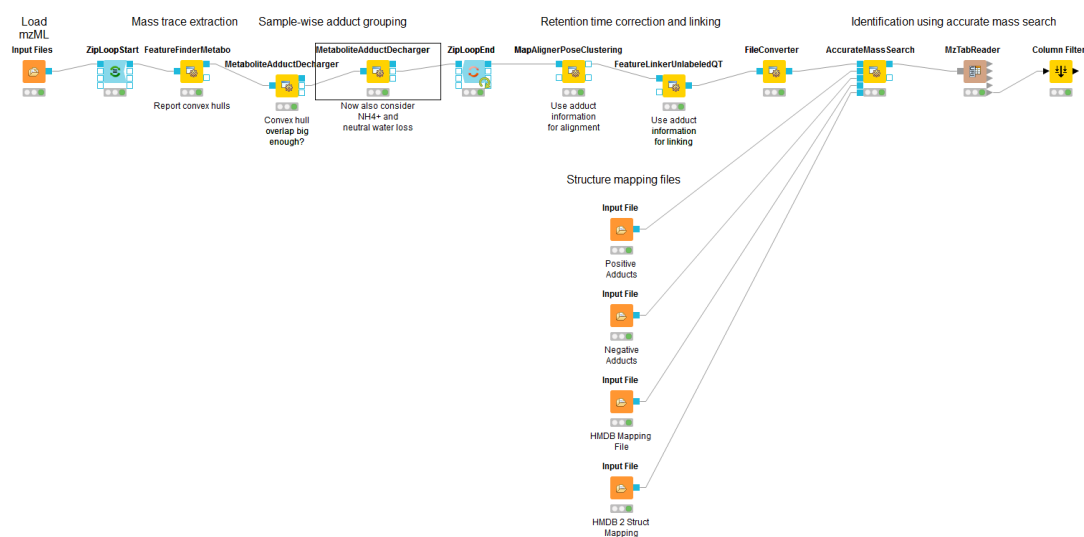 Load
mzML
Mass trace extraction
Sample-wise adduct grouping
Retention time correction and linking
Identification using accurate mass search
Input Files
ZipLoopStart
FeatureFinderMetabo
MetaboliteAdductDecharger
MetaboliteAdductDecharger
ZipLoopEnd
MapAlignerPoseClustering
FeatureLinkerUnlabeledQT
FileConverter
AccurateMassSearch
MzTabReader
Column Filter
Report convex hulls
Convex hull
overlap big
enough?
Now also consider
NH4+ and
neutral water loss
Use adduct
information
for alignment
Use adduct
information
for linking
Structure mapping files
Input File
Positive
Adducts
Input File
Negative
Adducts
Input File
HMDB Mapping
File
Input File
HMDB 2 Struct
Mapping